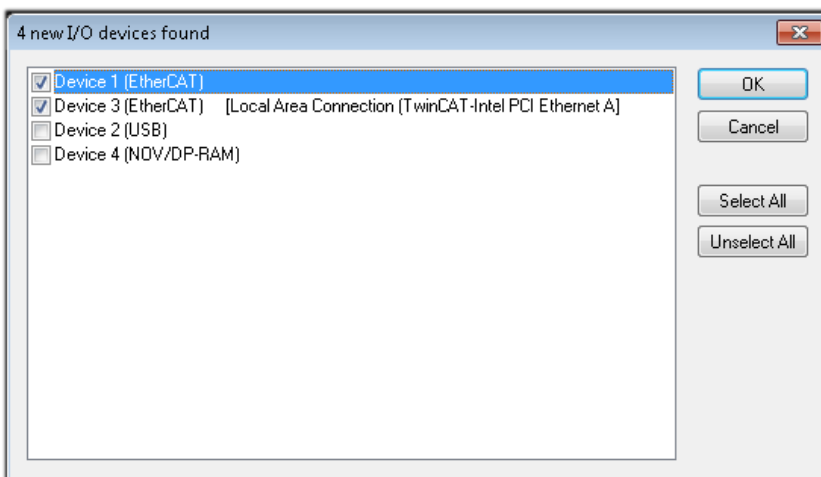 4 new I/O devices found
Device 1 (EtherCAT)
Device 3 (EtherCAT) [Local Area Connection (TwinCAT-Intel PCI Ethernet A]
Device 2 (USB)
Device 4 (NOV/DP-RAM)
OK
Cancel
Select All
Unselect All